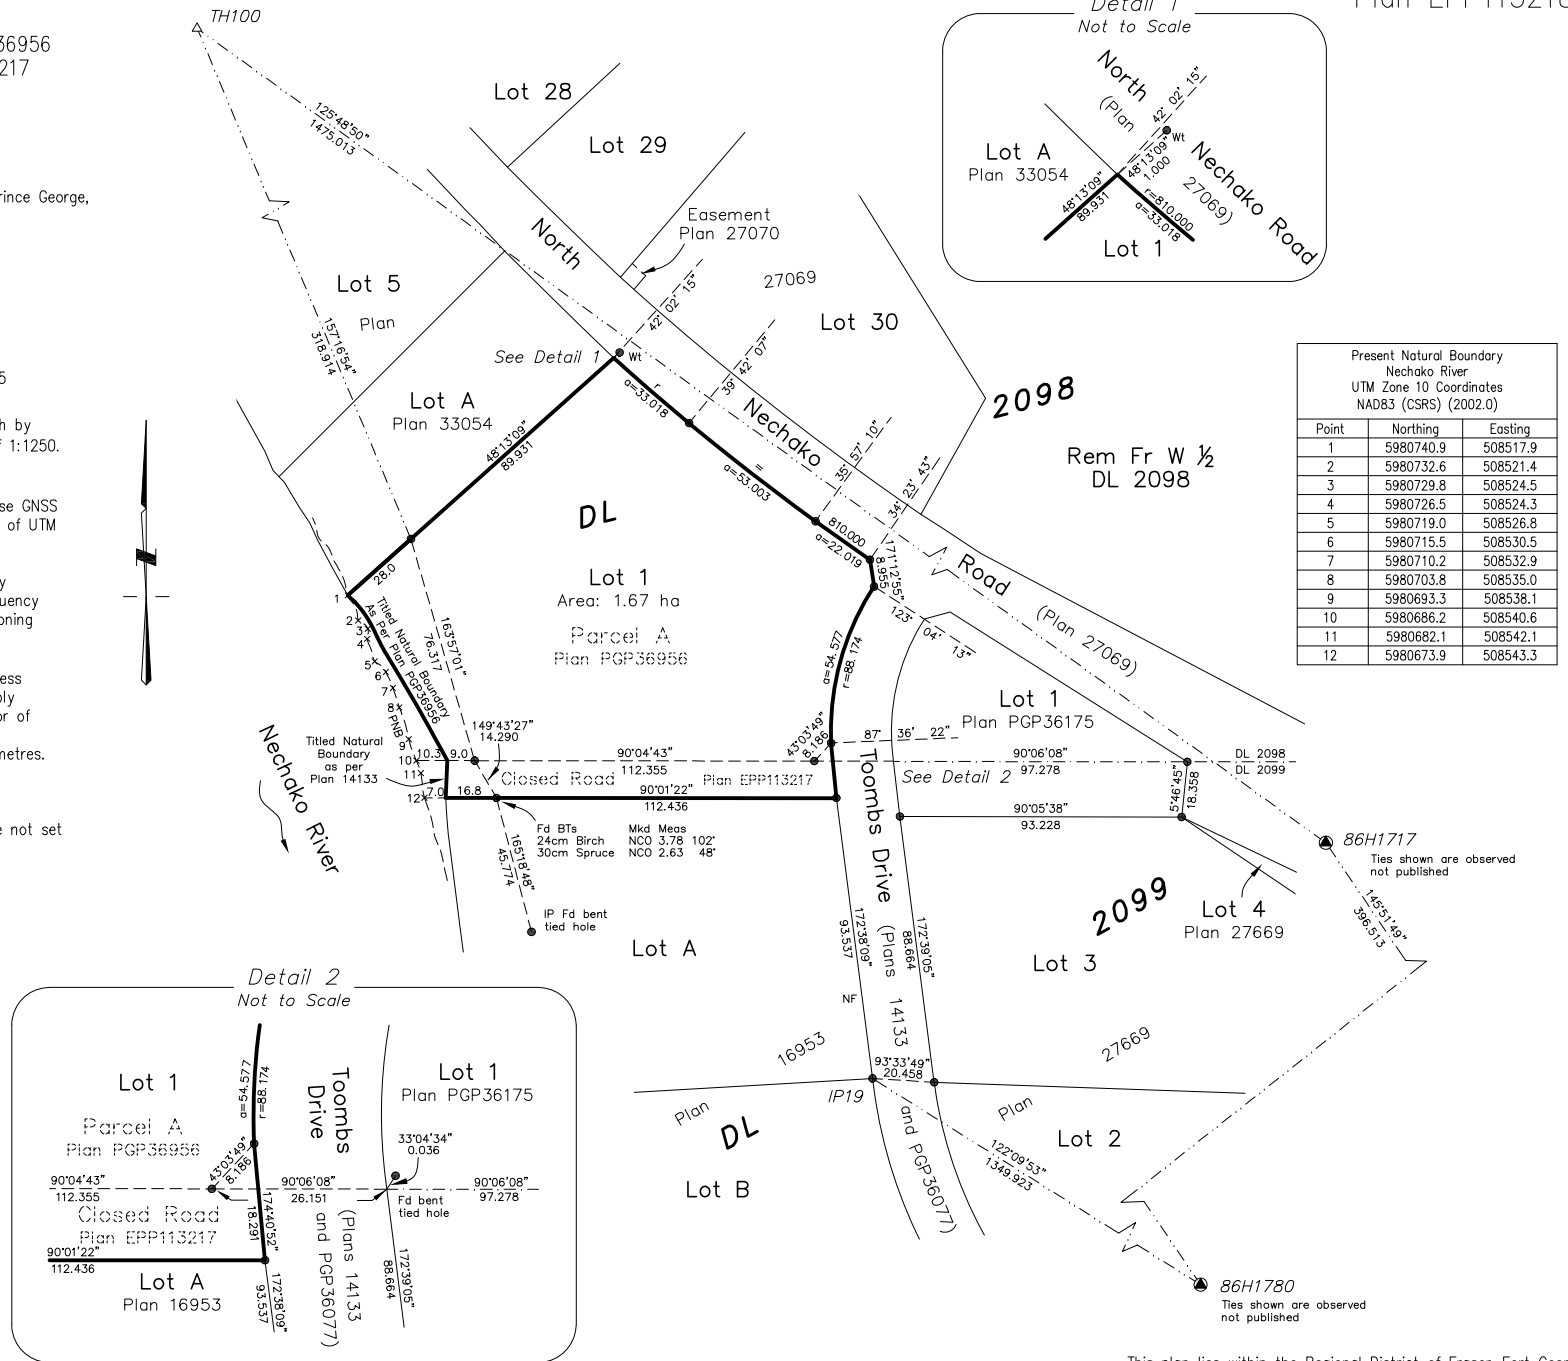 TH100
36956
217
rince George,
5
h by
f 1:1250.
se GNSS
of UTM
y
uency
oning
ess
bly
or of
metres.
e not set
Detail 1
Not to Scale
North
(Plan
27069)
Nechako Road
42° 02' 15"
Wt
Lot A
Plan 33054
48°13'09"
1.000
48°13'09"
89.931
r=810.000
a=33.018
Lot 1
Lot 28
Lot 29
125°48'50"
1475.013
Easement
Plan 27070
North
27069
Lot 5
Plan
Lot 30
42° 02' 15"
157°16'54"
318.914
See Detail 1
Wt
39° 42' 07"
r
a=33.018
Lot A
Plan 33054
Nechako
2098
48°13'09"
89.931
=
a=53.003
35° 57' 10"
Rem Fr W ½
DL 2098
34° 23' 43"
DL
810.000
a=22.019
Road
(Plan 27069)
28.0
Lot 1
Area: 1.67 ha
Parcel A
Plan PGP36956
171°12'55"
8.955
123° 04' 13"
1
2
3
4
5
6
7
8
9
10
11
12
PNB
Titled Natural Boundary
As Per Plan PGP36956
163°57'01"
76.317
a=54.577
r=88.174
Lot 1
Plan PGP36175
Present Natural Boundary
Nechako River
UTM Zone 10 Coordinates
NAD83 (CSRS) (2002.0)
Point Northing Easting
1 5980740.9 508517.9
2 5980732.6 508521.4
3 5980729.8 508524.5
4 5980726.5 508524.3
5 5980719.0 508526.8
6 5980715.5 508530.5
7 5980710.2 508532.9
8 5980703.8 508535.0
9 5980693.3 508538.1
10 5980686.2 508540.6
11 5980682.1 508542.1
12 5980673.9 508543.3
Nechako River
Titled Natural
Boundary
as per
Plan 14133
149°43'27"
14.290
10.3
9.0
90°04'43"
112.355
43°03'49"
8.186
87° 36' 22"
90°06'08"
97.278
DL 2098
DL 2099
Closed Road
Plan EPP113217
See Detail 2
7.0
16.8
90°01'22"
112.436
5°46'45"
18.358
90°05'38"
93.228
Fd BTs Mkd Meas
24cm Birch NCO 3.78 102°
30cm Spruce NCO 2.63 48°
165°18'48"
45.774
IP Fd bent
tied hole
Toombs Drive (Plans 14133
and PGP36077)
86H1717
Ties shown are observed
not published
Lot 4
Plan 27669
2099
145°51'49"
396.513
Lot A
172°38'09"
93.537
172°39'05"
88.664
Lot 3
NF
16953
27669
93°33'49"
20.458
IP19
Plan
Plan
DL
Lot 2
Lot B
122°09'53"
1349.923
86H1780
Ties shown are observed
not published
Detail 2
Not to Scale
Lot 1
Toombs
Drive
Lot 1
Plan PGP36175
a=54.577
r=88.174
Parcel A
Plan PGP36956
33°04'34"
0.036
43°03'49"
8.186
90°04'43"
112.355
90°06'08"
26.151
90°06'08"
97.278
Fd bent
tied hole
Closed Road
Plan EPP113217
174°40'52"
18.291
(Plans 14133
and PGP36077)
90°01'22"
112.436
Lot A
Plan 16953
172°38'09"
93.537
172°39'05"
88.664